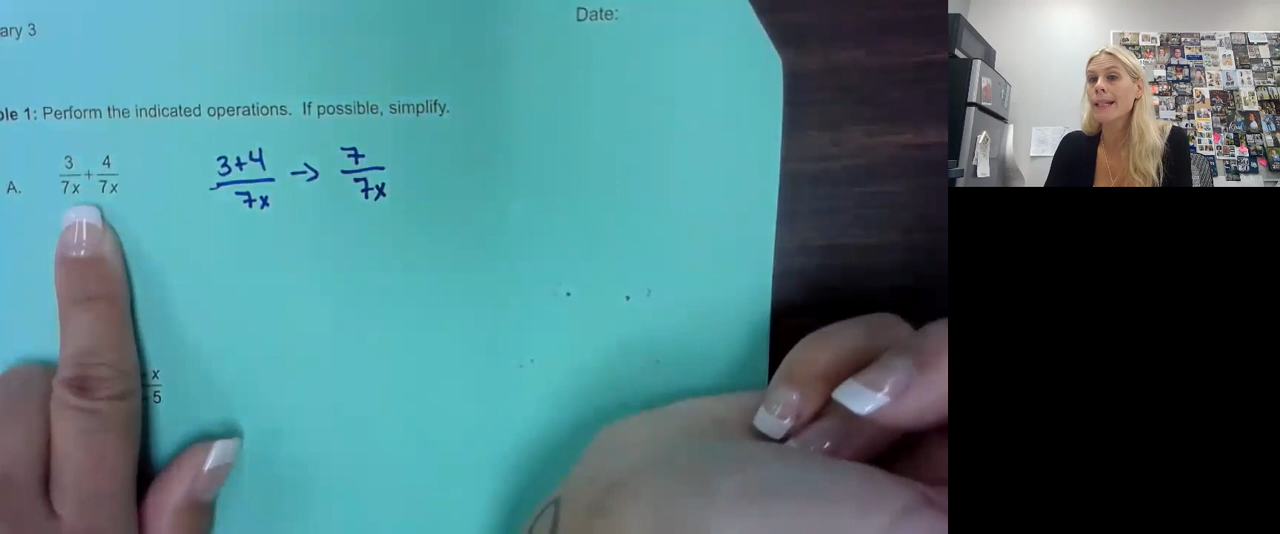 Date:
ary 3
ple 1: Perform the indicated operations. If possible, simplify.
A. 3/7x + 4/7x 3+4/7x → 7/7x
x/5